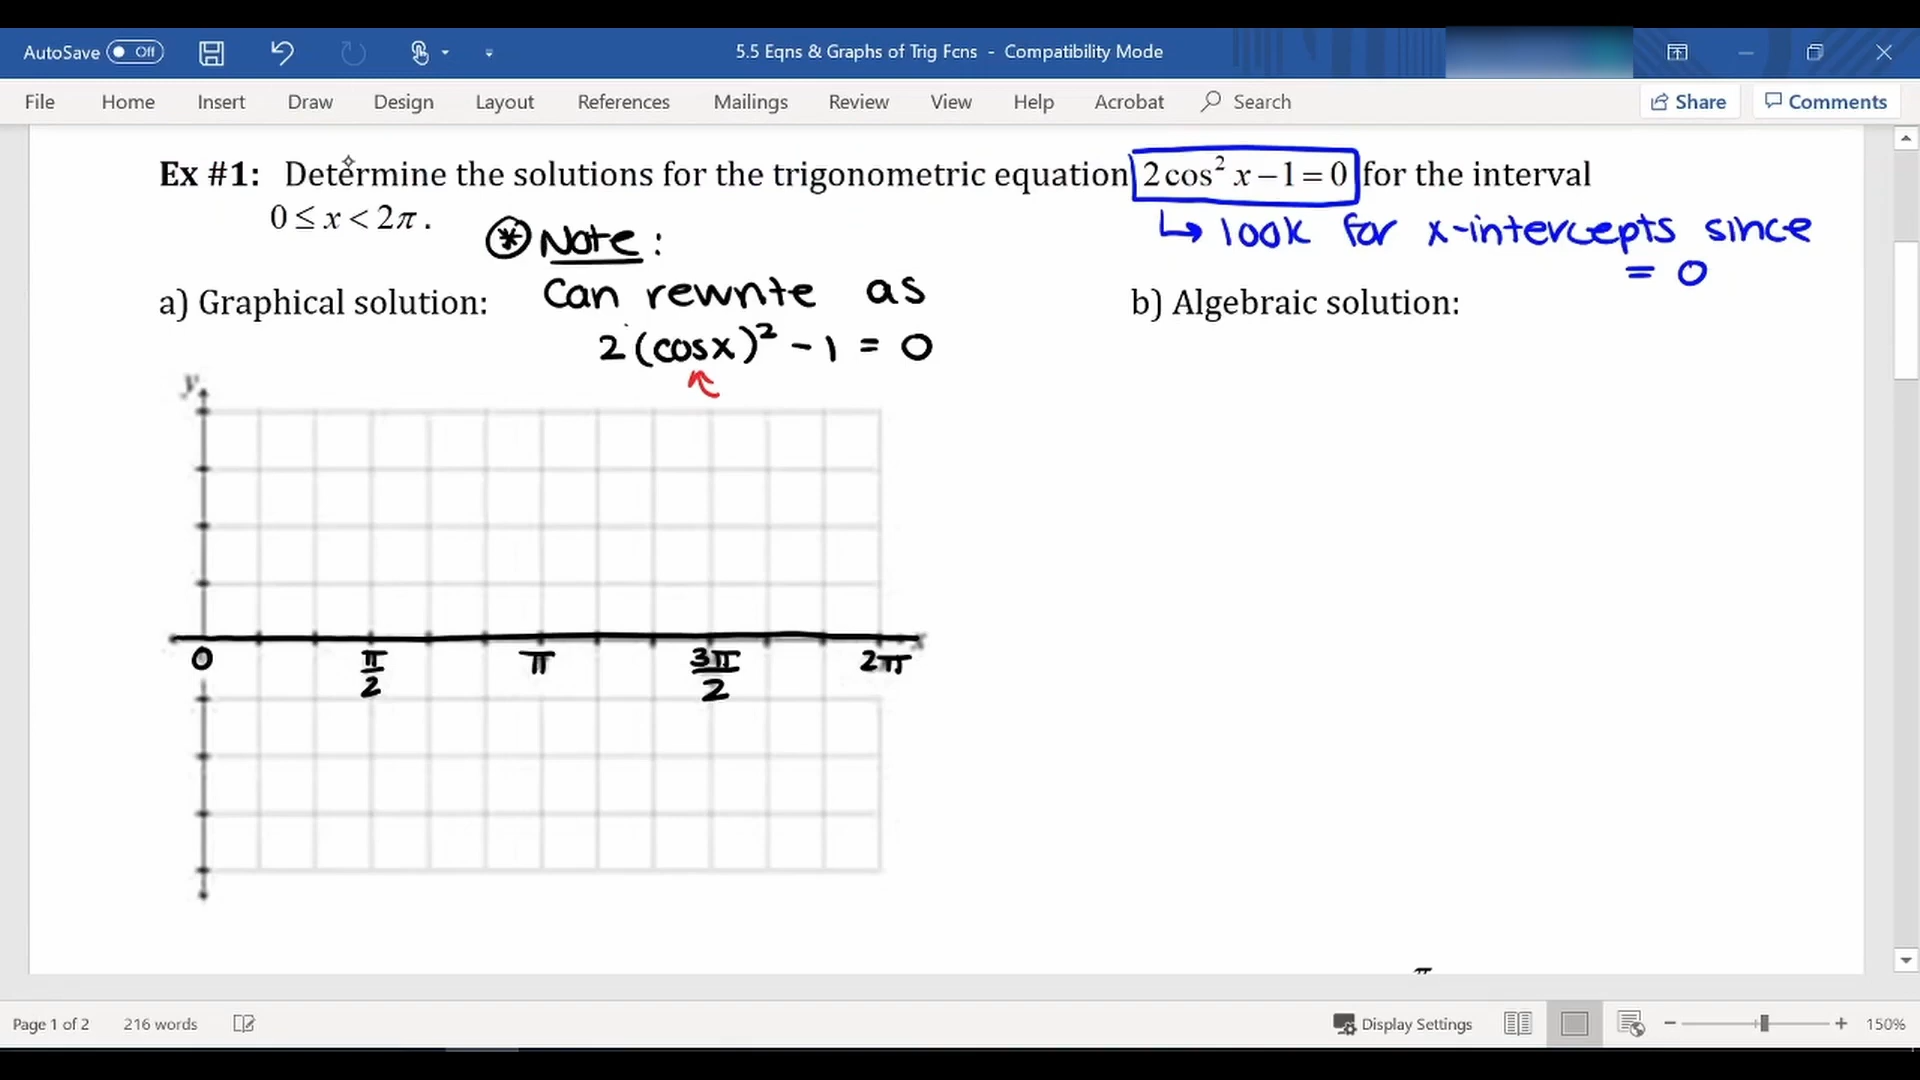 AutoSave Off 5.5 Eqns & Graphs of Trig Fcns - Compatibility Mode
File Home Insert Draw Design Layout References Mailings Review View Help Acrobat Search Share Comments
Ex #1: Determine the solutions for the trigonometric equation 2cos² x − 1 = 0 for the interval
0 ≤ x < 2π.
↳ look for x-intercepts since
= 0
⊛ Note:
Can rewrite as
2(cosx)² - 1 = 0
a) Graphical solution:
b) Algebraic solution:
y
x
0 π/2 π 3π/2 2π
π
Page 1 of 2 216 words Display Settings 150%